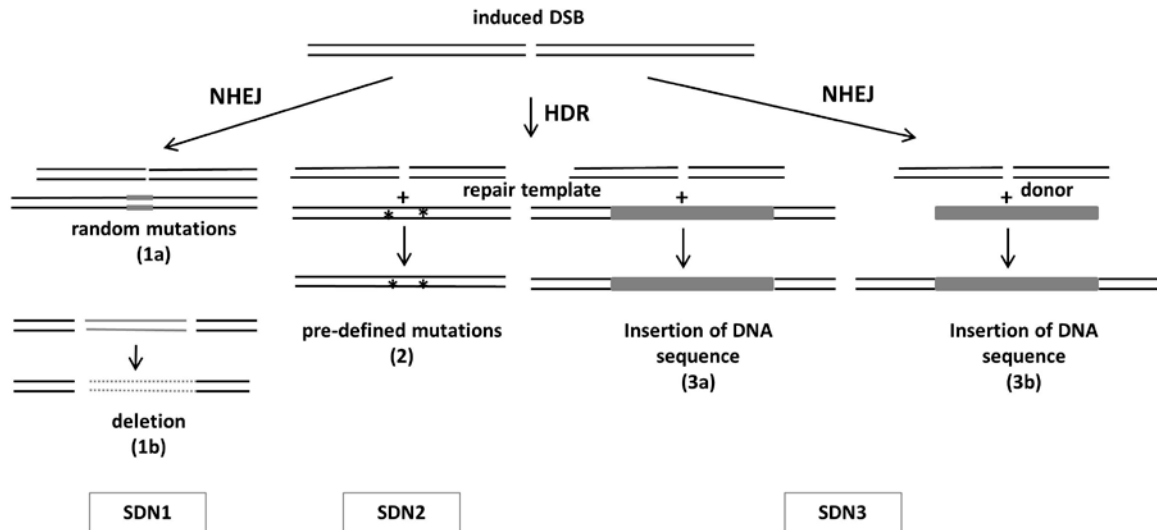 induced DSB
NHEJ
HDR
NHEJ
repair template
donor
+
+
+
* *
* *
random mutations
(1a)
pre-defined mutations
(2)
Insertion of DNA
sequence
(3a)
Insertion of DNA
sequence
(3b)
deletion
(1b)
SDN1
SDN2
SDN3